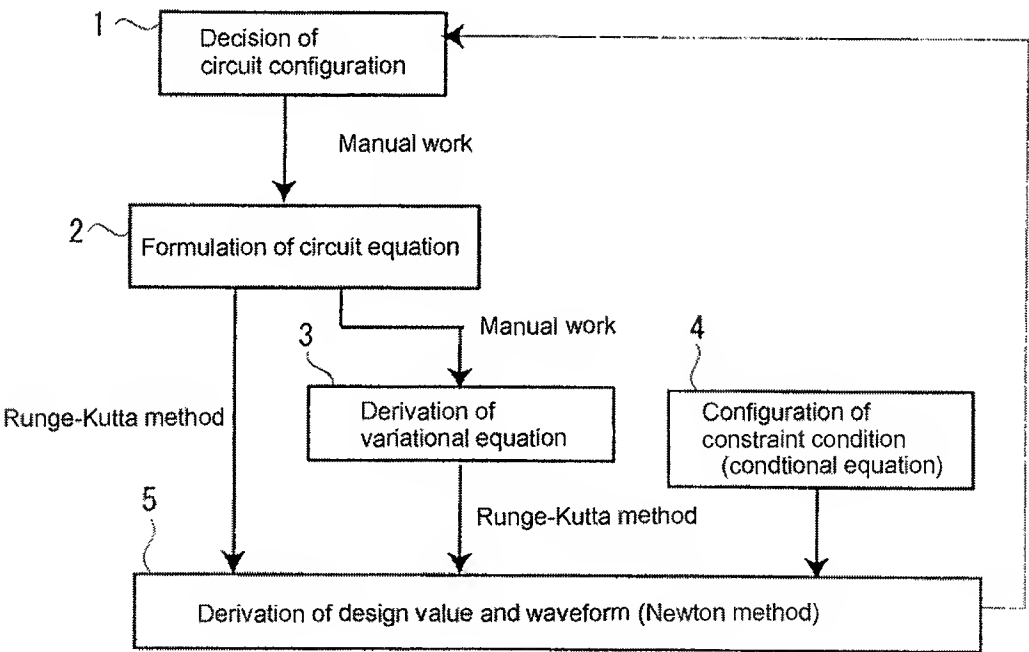 1
Decision of
circuit configuration
Manual work
2
Formulation of circuit equation
Manual work
3
4
Runge-Kutta method
Derivation of
variational equation
Configuration of
constraint condition
(condtional equation)
5
Runge-Kutta method
Derivation of design value and waveform (Newton method)